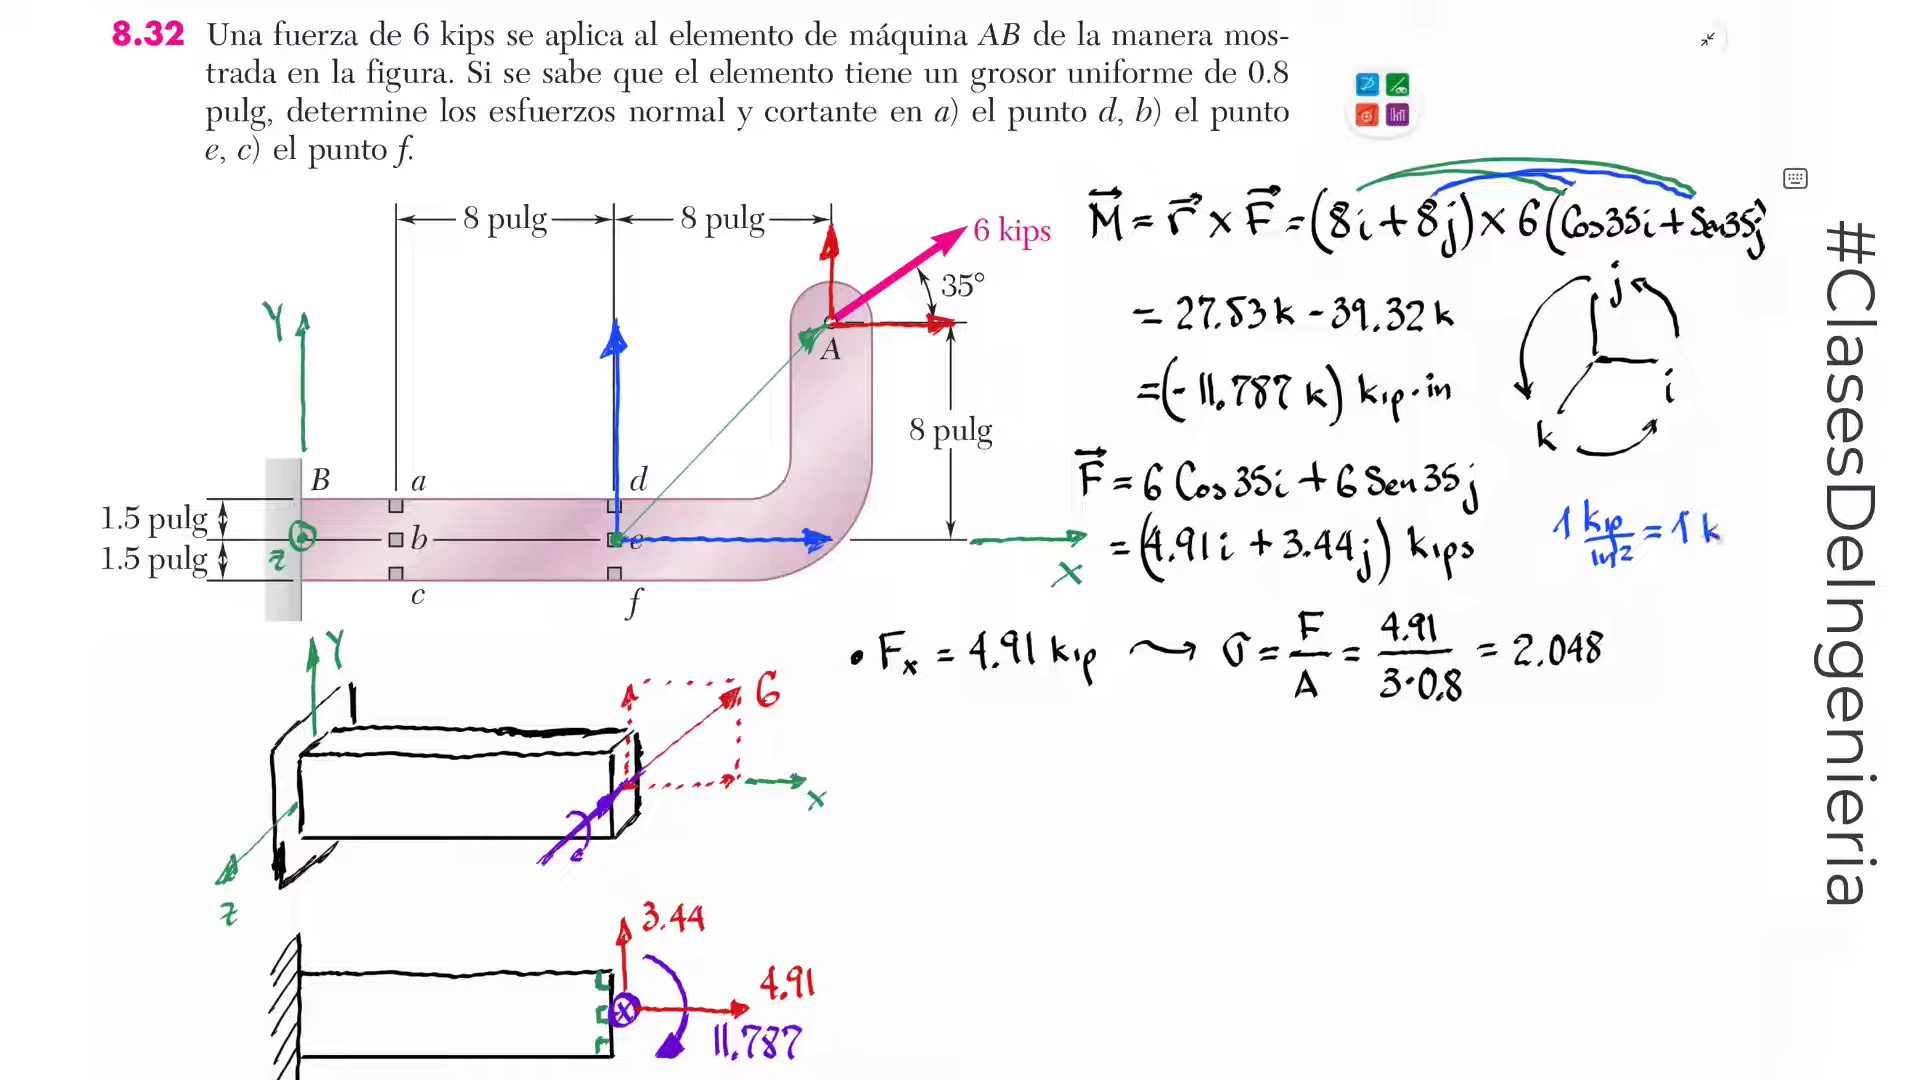 8.32 Una fuerza de 6 kips se aplica al elemento de máquina AB de la manera mos-
trada en la figura. Si se sabe que el elemento tiene un grosor uniforme de 0.8
pulg, determine los esfuerzos normal y cortante en a) el punto d, b) el punto
e, c) el punto f.
8 pulg
8 pulg
6 kips
35°
A
Y
B
a
d
8 pulg
1.5 pulg
b
e
z
1.5 pulg
x
c
f
M = r x F = (8i + 8j) x 6 (Cos35i + Sen35j
= 27.53 k - 39.32 k
= (- 11.787 k) kip·in
j
i
k
F = 6 Cos35i + 6 Sen35j
= (4.91i + 3.44j) kips
1 kip/in² = 1 k
• Fx = 4.91 kip ⤳ σ = F/A = 4.91/3·0.8 = 2.048
Y
6
x
z
3.44
4.91
11.787
#ClasesDeIngenieria